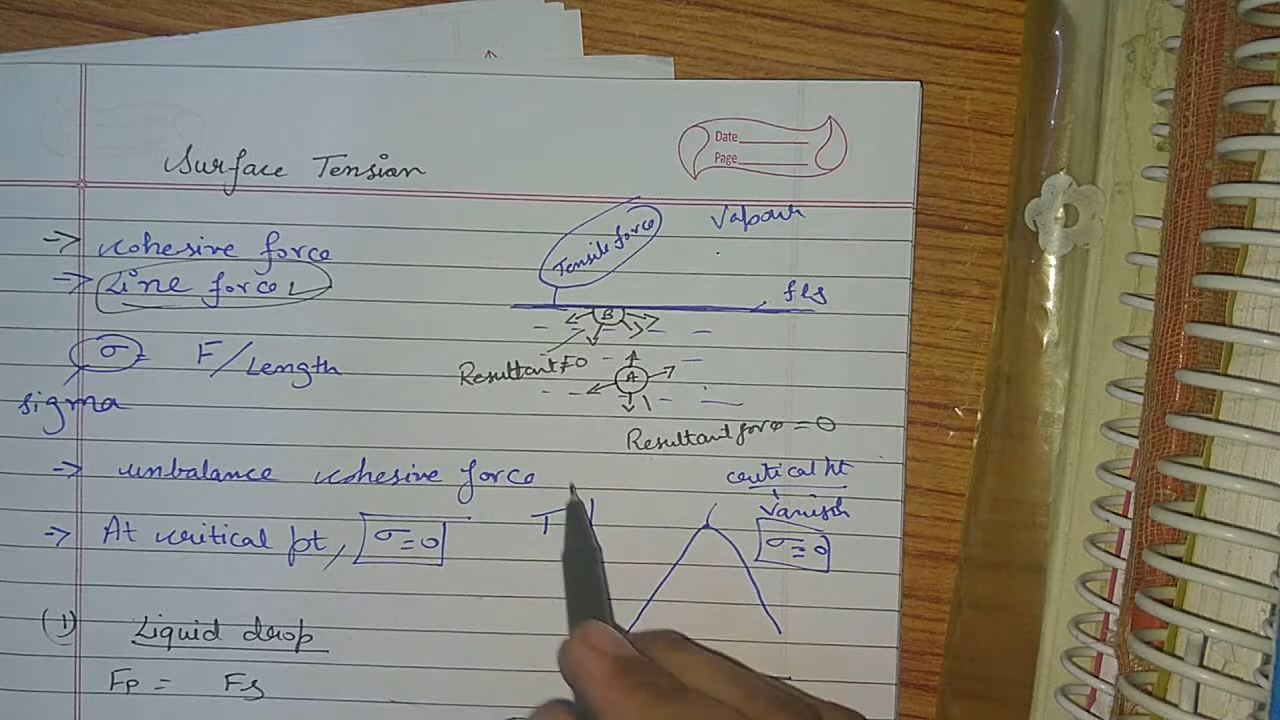 Date
Page
Surface Tension
-> cohesive force
-> Line force
σ = F/Length
sigma
-> unbalance cohesive force
-> At critical pt, σ=0
(1) Liquid drop
Fp = Fs
Tensile force
Vapour
fls
B
Resultant≠0
A
Resultant force = 0
critical pt
Vanish
σ=0
T